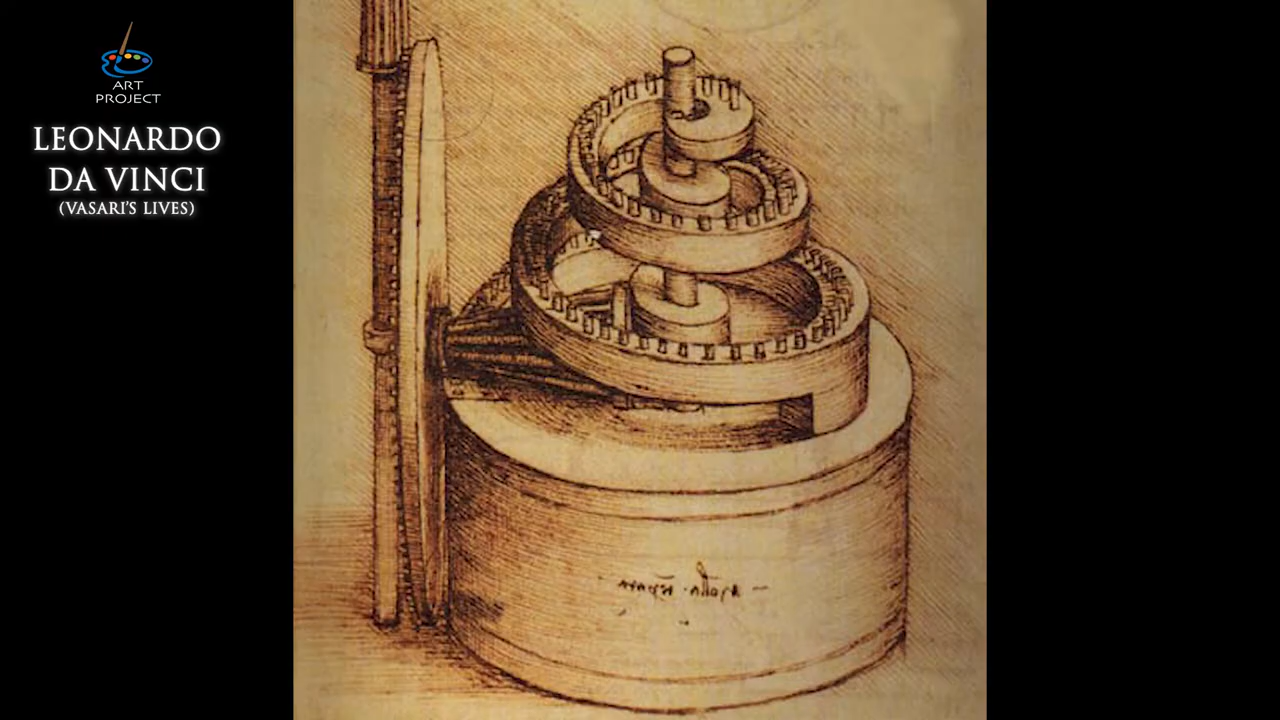 ART
PROJECT
LEONARDO
DA VINCI
(VASARI'S LIVES)